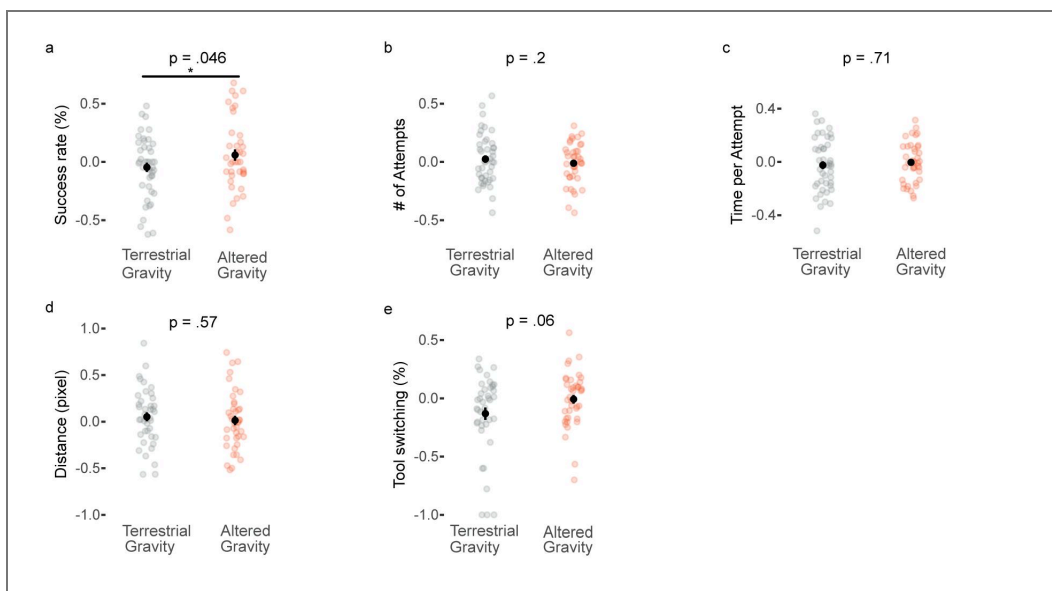 a
p = .046
*
Success rate (%)
0.5
0.0
-0.5
Terrestrial Gravity
Altered Gravity
b
p = .2
# of Attempts
0.5
0.0
-0.5
Terrestrial Gravity
Altered Gravity
c
p = .71
Time per Attempt
0.4
0.0
-0.4
Terrestrial Gravity
Altered Gravity
d
p = .57
Distance (pixel)
1.0
0.5
0.0
-0.5
-1.0
Terrestrial Gravity
Altered Gravity
e
p = .06
Tool switching (%)
0.5
0.0
-0.5
-1.0
Terrestrial Gravity
Altered Gravity